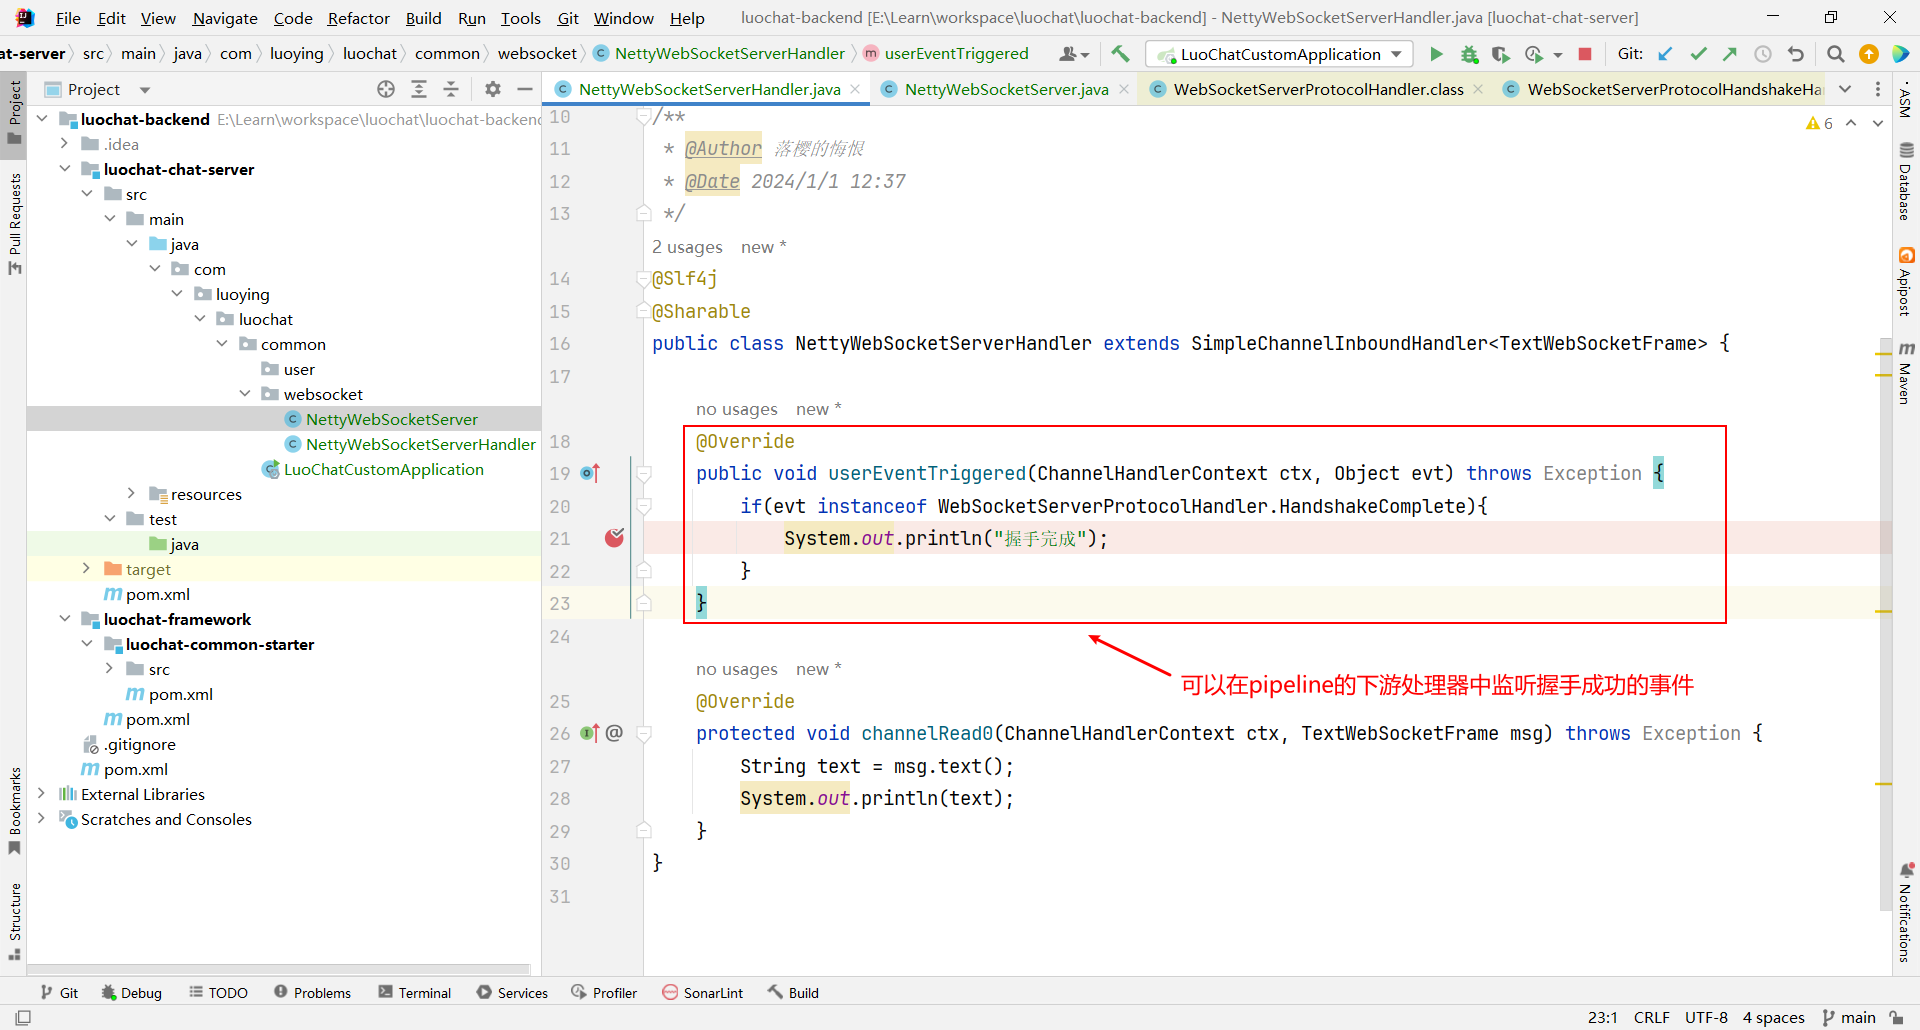 File Edit View Navigate Code Refactor Build Run Tools Git Window Help luochat-backend [E:\Learn\workspace\luochat\luochat-backend] - NettyWebSocketServerHandler.java [luochat-chat-server]
at-server src main java com luoying luochat common websocket NettyWebSocketServerHandler userEventTriggered LuoChatCustomApplication Git:
Project
NettyWebSocketServerHandler.java NettyWebSocketServer.java WebSocketServerProtocolHandler.class WebSocketServerProtocolHandshakeHa
Project
Pull Requests
Bookmarks
Structure
luochat-backend E:\Learn\workspace\luochat\luochat-backend
.idea
luochat-chat-server
src
main
java
com
luoying
luochat
common
user
websocket
NettyWebSocketServer
NettyWebSocketServerHandler
LuoChatCustomApplication
resources
test
java
target
pom.xml
luochat-framework
luochat-common-starter
src
pom.xml
pom.xml
.gitignore
pom.xml
External Libraries
Scratches and Consoles
6
10 /**
11 * @Author 落樱的悔恨
12 * @Date 2024/1/1 12:37
13 */
2 usages new *
14 @Slf4j
15 @Sharable
16 public class NettyWebSocketServerHandler extends SimpleChannelInboundHandler<TextWebSocketFrame> {
17
no usages new *
18 @Override
19 public void userEventTriggered(ChannelHandlerContext ctx, Object evt) throws Exception {
20 if(evt instanceof WebSocketServerProtocolHandler.HandshakeComplete){
21 System.out.println("握手完成");
22 }
23 }
24
no usages new *
可以在pipeline的下游处理器中监听握手成功的事件
25 @Override
26 @ protected void channelRead0(ChannelHandlerContext ctx, TextWebSocketFrame msg) throws Exception {
27 String text = msg.text();
28 System.out.println(text);
29 }
30 }
31
ASM
Database
Apipost
Maven
Notifications
Git Debug TODO Problems Terminal Services Profiler SonarLint Build
23:1 CRLF UTF-8 4 spaces main